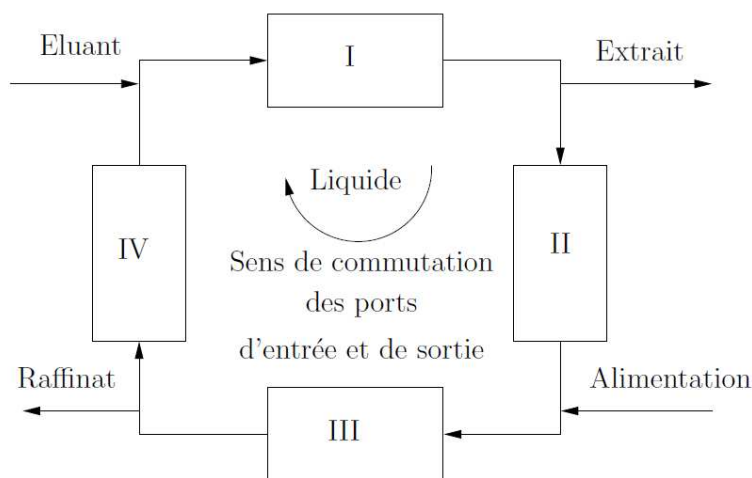 Eluant
I
Extrait
Liquide
IV
II
Sens de commutation
des ports
d'entrée et de sortie
Raffinat
Alimentation
III